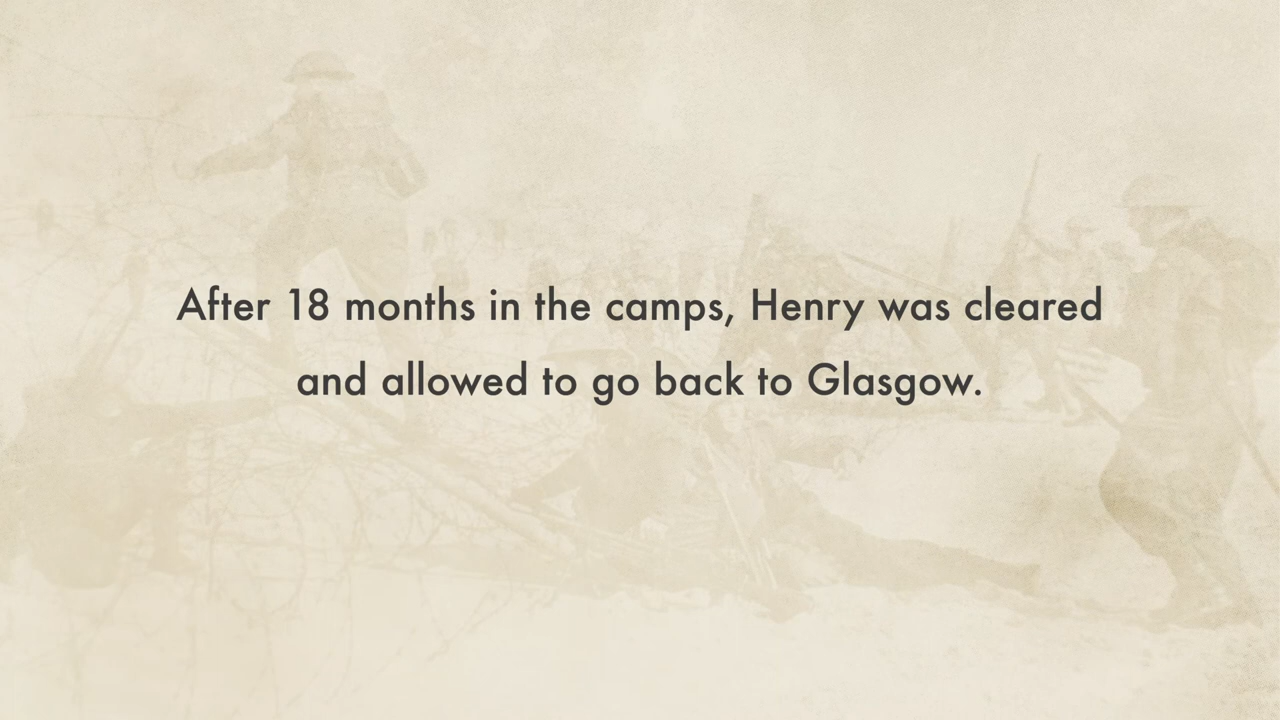 After 18 months in the camps, Henry was cleared
and allowed to go back to Glasgow.